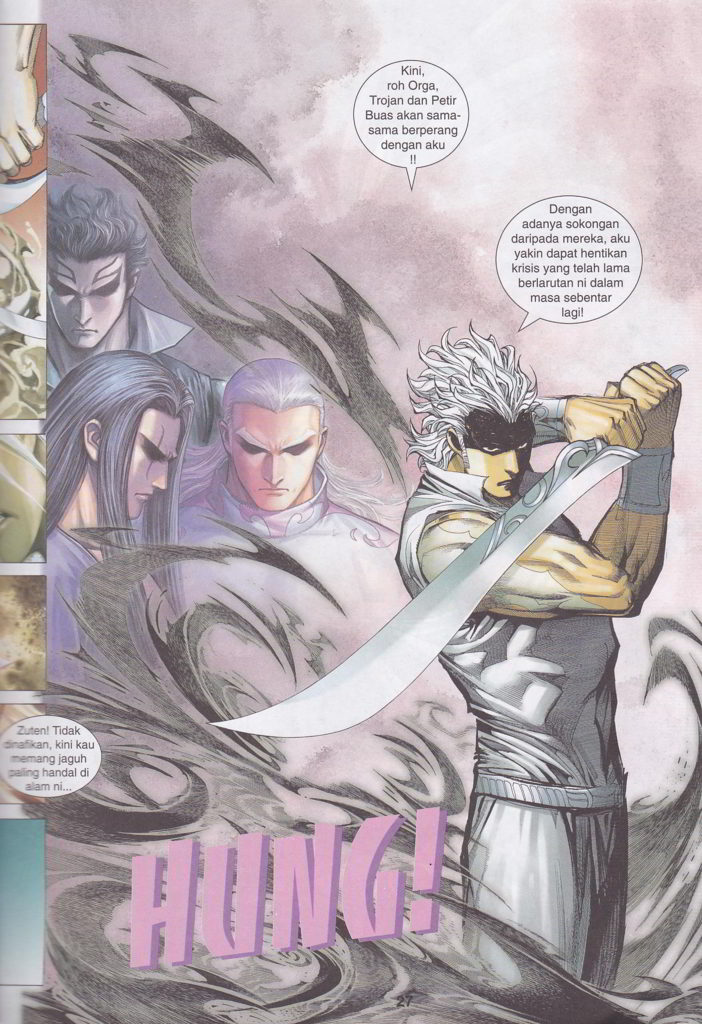 Kini,
roh Orga,
Trojan dan Petir
Buas akan sama-
sama berperang
dengan aku
!!
Dengan
adanya sokongan
daripada mereka, aku
yakin dapat hentikan
krisis yang telah lama
berlarutan ni dalam
masa sebentar
lagi!
Zuten! Tidak
dinafikan, kini kau
memang jaguh
paling handal di
alam ni...
HUNG!
27